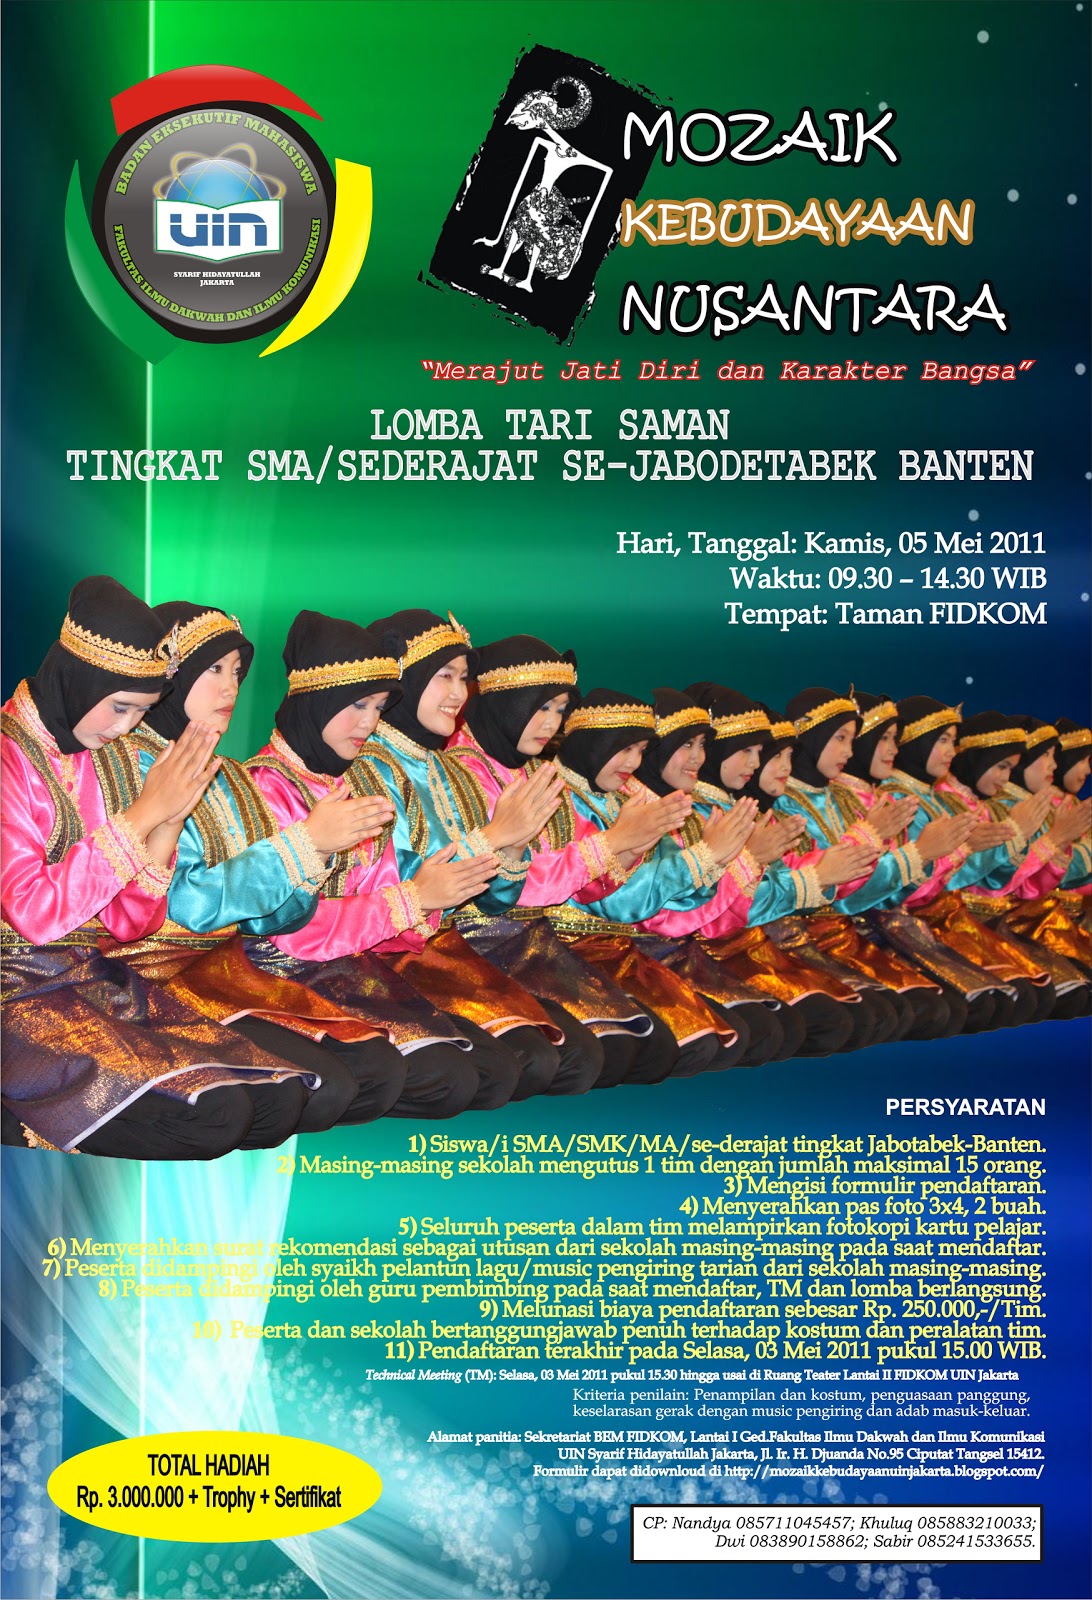 BADAN EKSEKUTIF MAHASISWA
UIN
SYARIF HIDAYATULLAH
JAKARTA
FAKULTAS ILMU DAKWAH DAN ILMU KOMUNIKASI
MOZAIK
KEBUDAYAAN
NUSANTARA
“Merajut Jati Diri dan Karakter Bangsa”
LOMBA TARI SAMAN
TINGKAT SMA/SEDERAJAT SE-JABODETABEK BANTEN
Hari, Tanggal: Kamis, 05 Mei 2011
Waktu: 09.30 – 14.30 WIB
Tempat: Taman FIDKOM
PERSYARATAN
1) Siswa/i SMA/SMK/MA/se-derajat tingkat Jabotabek-Banten.
2) Masing-masing sekolah mengutus 1 tim dengan jumlah maksimal 15 orang.
3) Mengisi formulir pendaftaran.
4) Menyerahkan pas foto 3x4, 2 buah.
5) Seluruh peserta dalam tim melampirkan fotokopi kartu pelajar.
6) Menyerahkan surat rekomendasi sebagai utusan dari sekolah masing-masing pada saat mendaftar.
7) Peserta didampingi oleh syaikh pelantun lagu/music pengiring tarian dari sekolah masing-masing.
8) Peserta didampingi oleh guru pembimbing pada saat mendaftar, TM dan lomba berlangsung.
9) Melunasi biaya pendaftaran sebesar Rp. 250.000,-/Tim.
10) Peserta dan sekolah bertanggungjawab penuh terhadap kostum dan peralatan tim.
11) Pendaftaran terakhir pada Selasa, 03 Mei 2011 pukul 15.00 WIB.
Technical Meeting (TM): Selasa, 03 Mei 2011 pukul 15.30 hingga usai di Ruang Teater Lantai II FIDKOM UIN Jakarta
Kriteria penilain: Penampilan dan kostum, penguasaan panggung,
keselarasan gerak dengan music pengiring dan adab masuk-keluar.
Alamat panitia: Sekretariat BEM FIDKOM, Lantai I Ged.Fakultas Ilmu Dakwah dan Ilmu Komunikasi
UIN Syarif Hidayatullah Jakarta, Jl. Ir. H. Djuanda No.95 Ciputat Tangsel 15412.
Formulir dapat didownloud di http://mozaikkebudayaanuinjakarta.blogspot.com/
TOTAL HADIAH
Rp. 3.000.000 + Trophy + Sertifikat
CP: Nandya 085711045457; Khuluq 085883210033;
Dwi 083890158862; Sabir 085241533655.